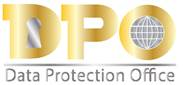 DPO
Data Protection Office